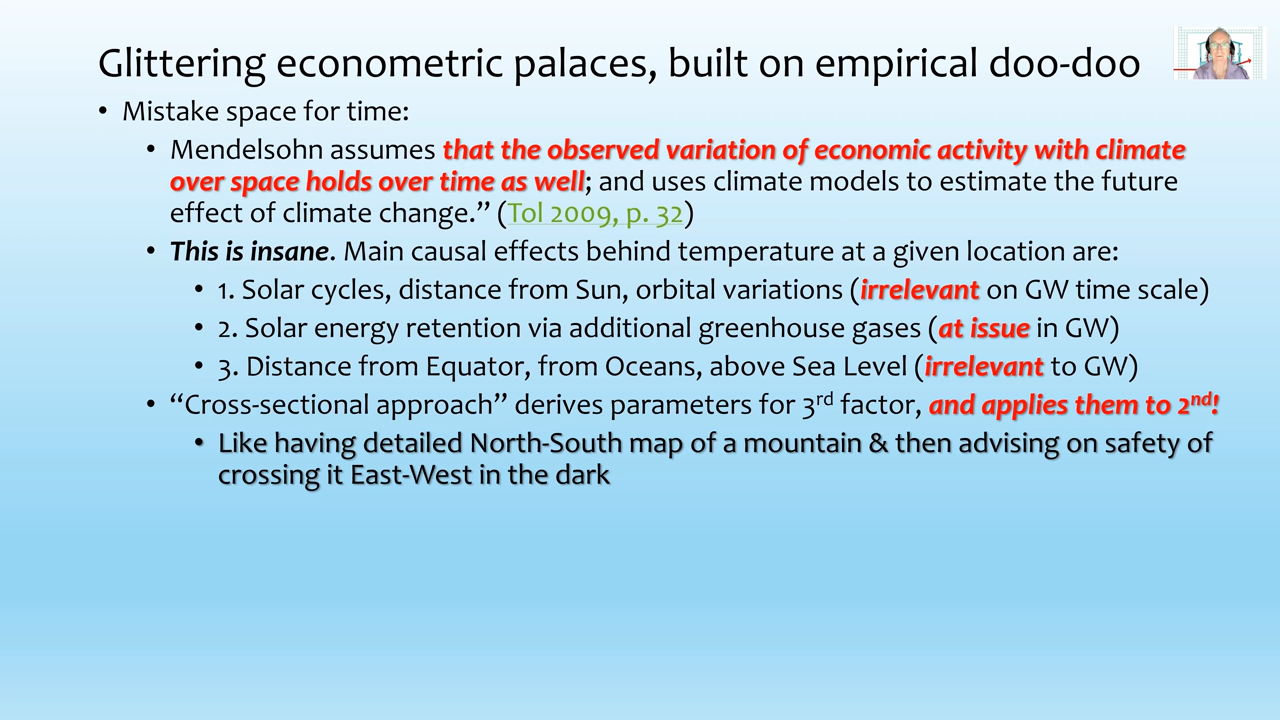 Glittering econometric palaces, built on empirical doo-doo
• Mistake space for time:
• Mendelsohn assumes that the observed variation of economic activity with climate
over space holds over time as well; and uses climate models to estimate the future
effect of climate change.” (Tol 2009, p. 32)
• This is insane. Main causal effects behind temperature at a given location are:
• 1. Solar cycles, distance from Sun, orbital variations (irrelevant on GW time scale)
• 2. Solar energy retention via additional greenhouse gases (at issue in GW)
• 3. Distance from Equator, from Oceans, above Sea Level (irrelevant to GW)
• “Cross-sectional approach” derives parameters for 3rd factor, and applies them to 2nd!
• Like having detailed North-South map of a mountain & then advising on safety of
crossing it East-West in the dark